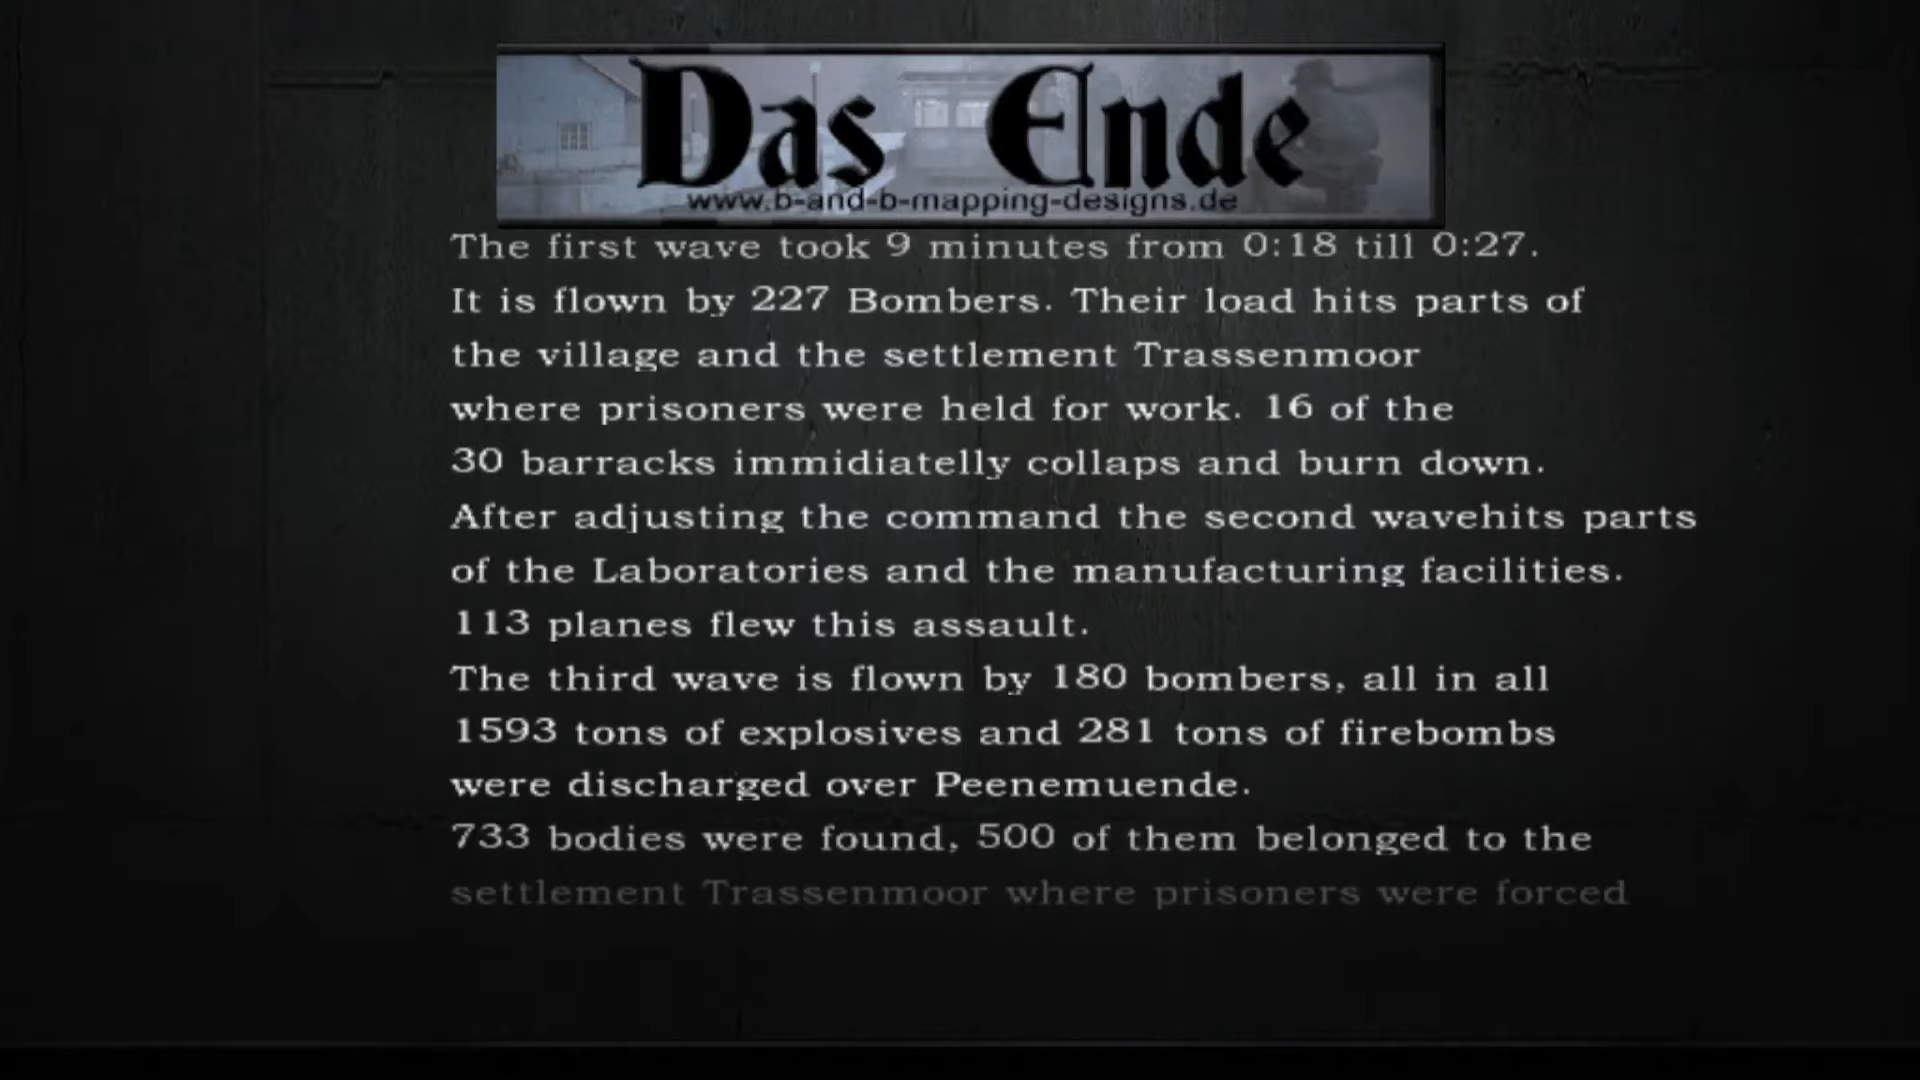 Das Ende
www.b-and-b-mapping-designs.de
The first wave took 9 minutes from 0:18 till 0:27.
It is flown by 227 Bombers. Their load hits parts of
the village and the settlement Trassenmoor
where prisoners were held for work. 16 of the
30 barracks immidiatelly collaps and burn down.
After adjusting the command the second wavehits parts
of the Laboratories and the manufacturing facilities.
113 planes flew this assault.
The third wave is flown by 180 bombers, all in all
1593 tons of explosives and 281 tons of firebombs
were discharged over Peenemuende.
733 bodies were found, 500 of them belonged to the
settlement Trassenmoor where prisoners were forced